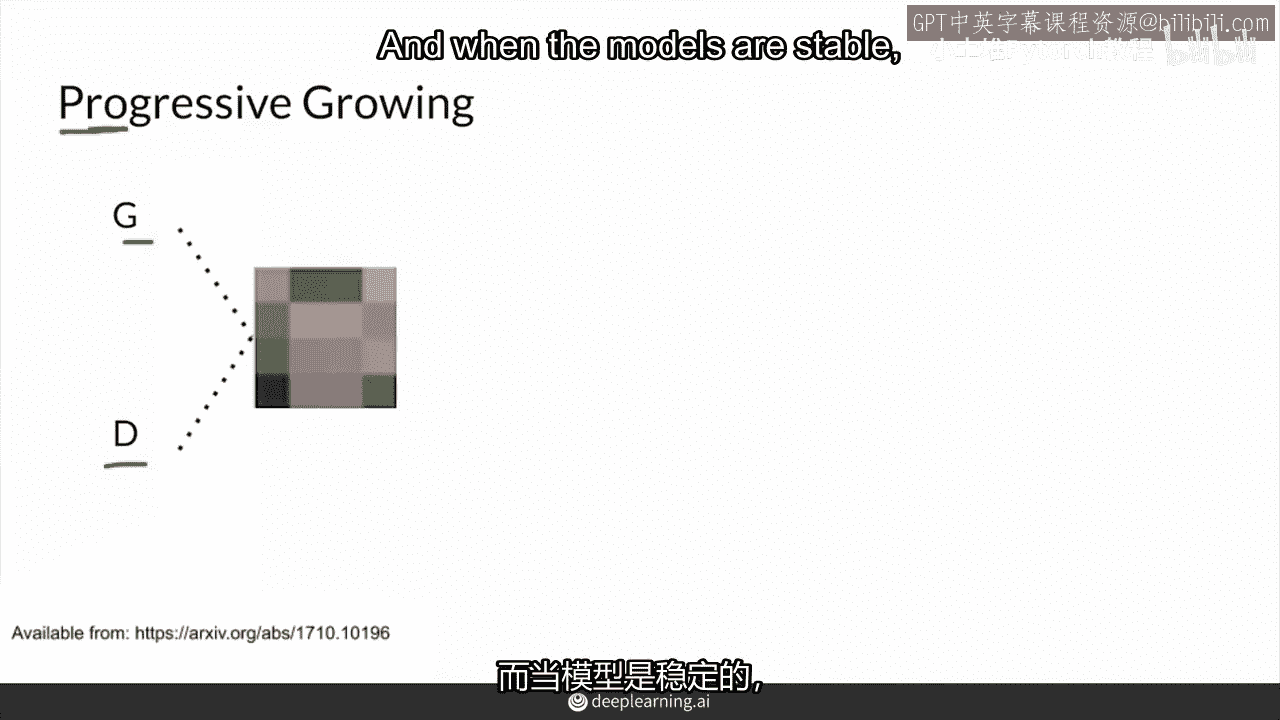 GPT中英字幕课程资源@bilibili.com
And when the models are stable,
Progressive Growing
G
D
Available from: https://arxiv.org/abs/1710.10196
而当模型是稳定的,
deeplearning.ai